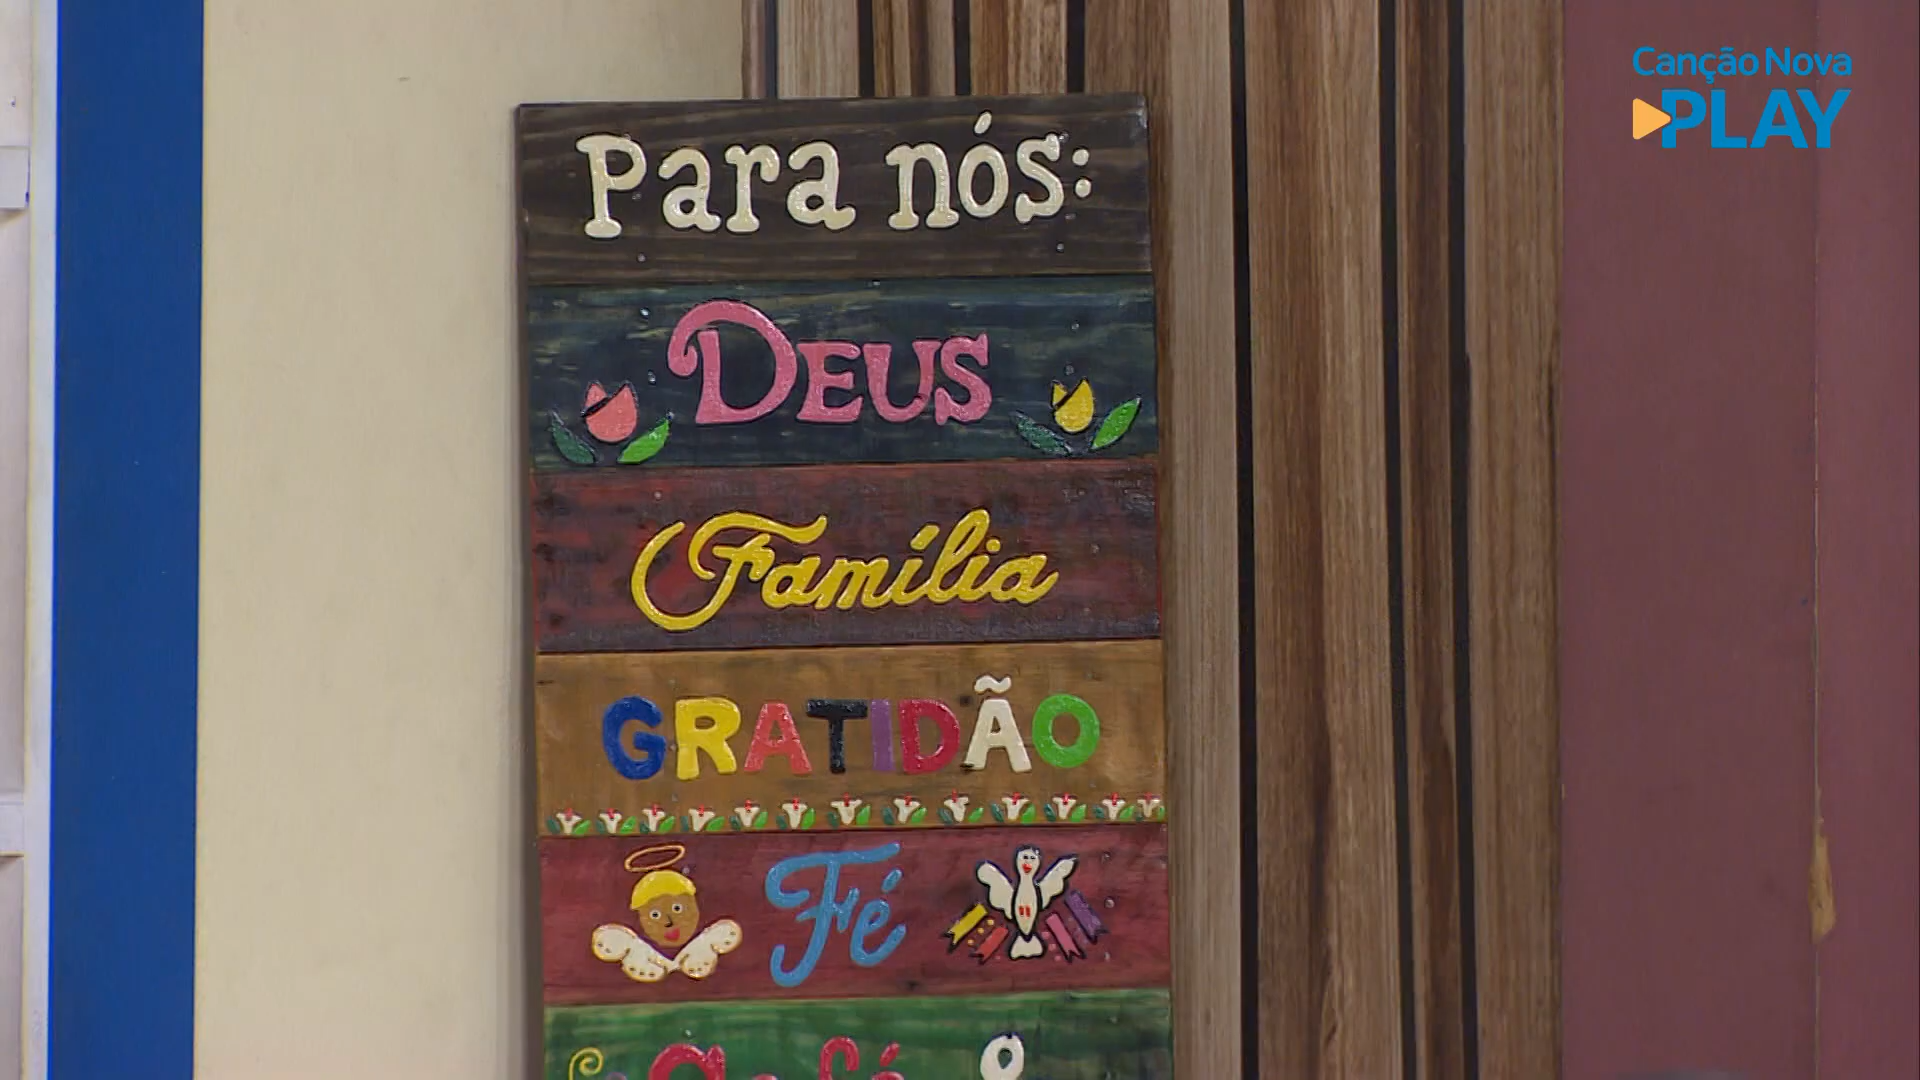 Canção Nova
PLAY
Para nós:
DEUS
Família
GRATIDÃO
Fé